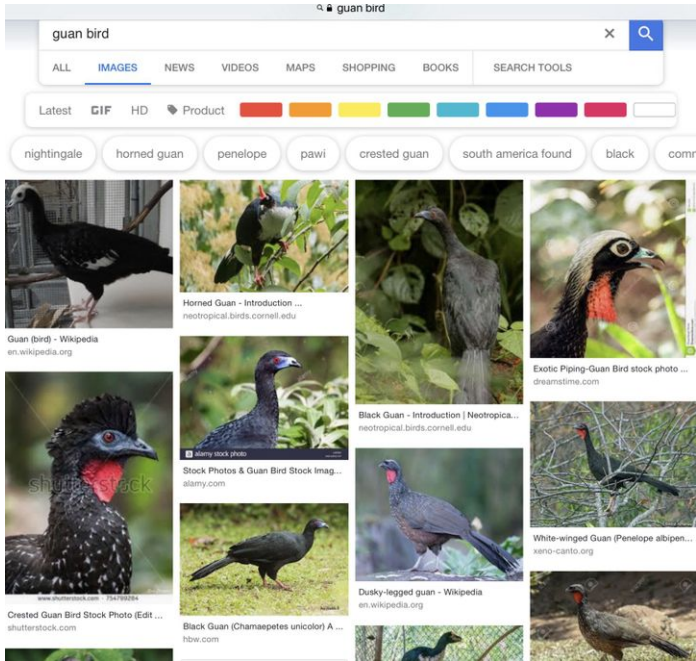 guan bird
guan bird
ALL IMAGES NEWS VIDEOS MAPS SHOPPING BOOKS SEARCH TOOLS
Latest GIF HD Product
nightingale horned guan penelope pawi crested guan south america found black comm
Guan (bird) - Wikipedia
en.wikipedia.org
Horned Guan - Introduction ...
neotropical.birds.cornell.edu
Black Guan - Introduction | Neotropica...
neotropical.birds.cornell.edu
Exotic Piping-Guan Bird stock photo ...
dreamstime.com
shutterstock
www.shutterstock.com · 754799284
Crested Guan Bird Stock Photo (Edit ...
shutterstock.com
a alamy stock photo
Stock Photos & Guan Bird Stock Imag...
alamy.com
Black Guan (Chamaepetes unicolor) A ...
hbw.com
Dusky-legged guan - Wikipedia
en.wikipedia.org
White-winged Guan (Penelope albipen...
xeno-canto.org